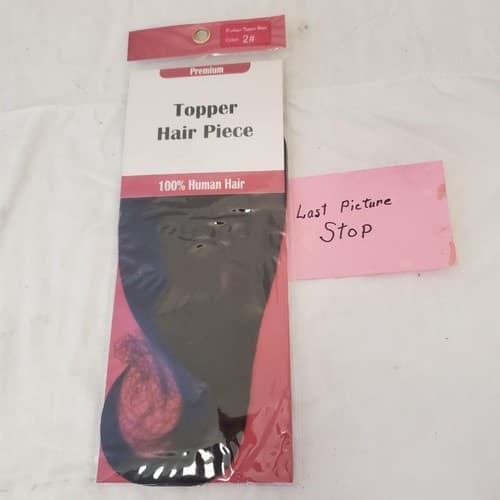 Color: 2#
Premium
Topper
Hair Piece
100% Human Hair
Last Picture
Stop